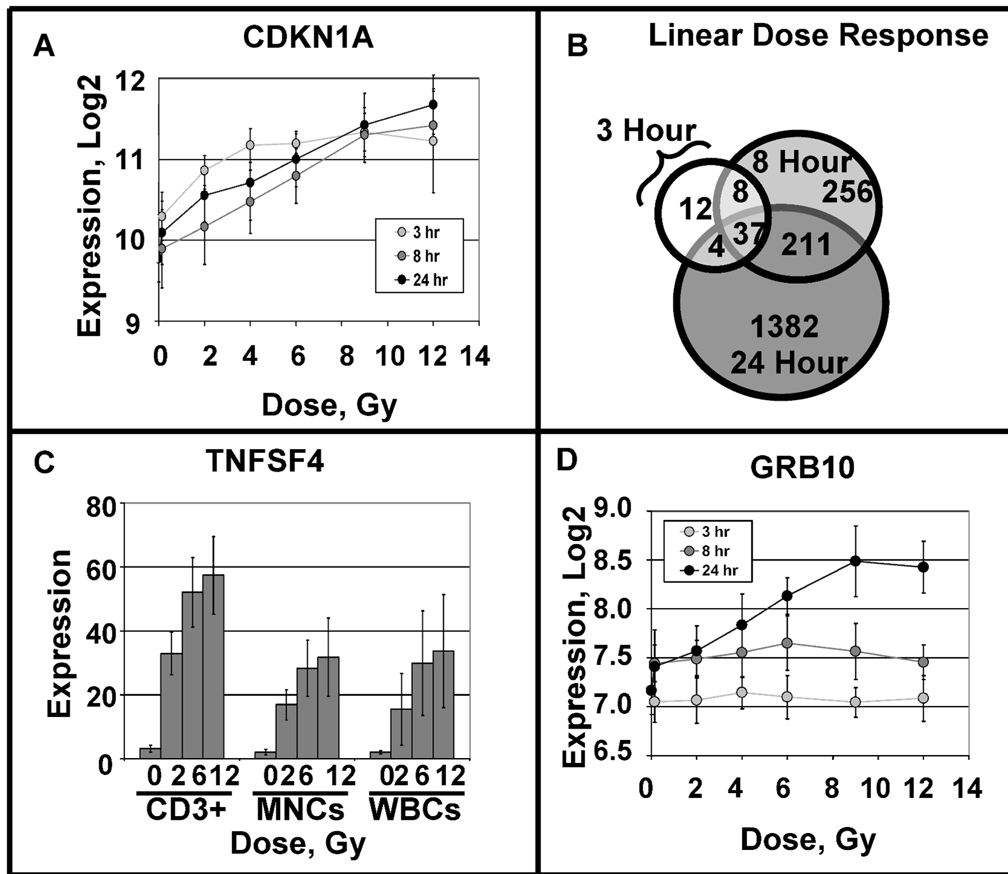 A
CDKN1A
Expression, Log2
12
11
10
9
3 hr
8 hr
24 hr
0 2 4 6 8 10 12 14
Dose, Gy
B
Linear Dose Response
3 Hour
8 Hour
8
256
12
37
4
211
1382
24 Hour
C
TNFSF4
Expression
80
60
40
20
0
0 2 6 12 0 2 6 12 0 2 6 12
CD3+ MNCs WBCs
Dose, Gy
D
GRB10
Expression, Log2
9.0
8.5
8.0
7.5
7.0
6.5
3 hr
8 hr
24 hr
0 2 4 6 8 10 12 14
Dose, Gy